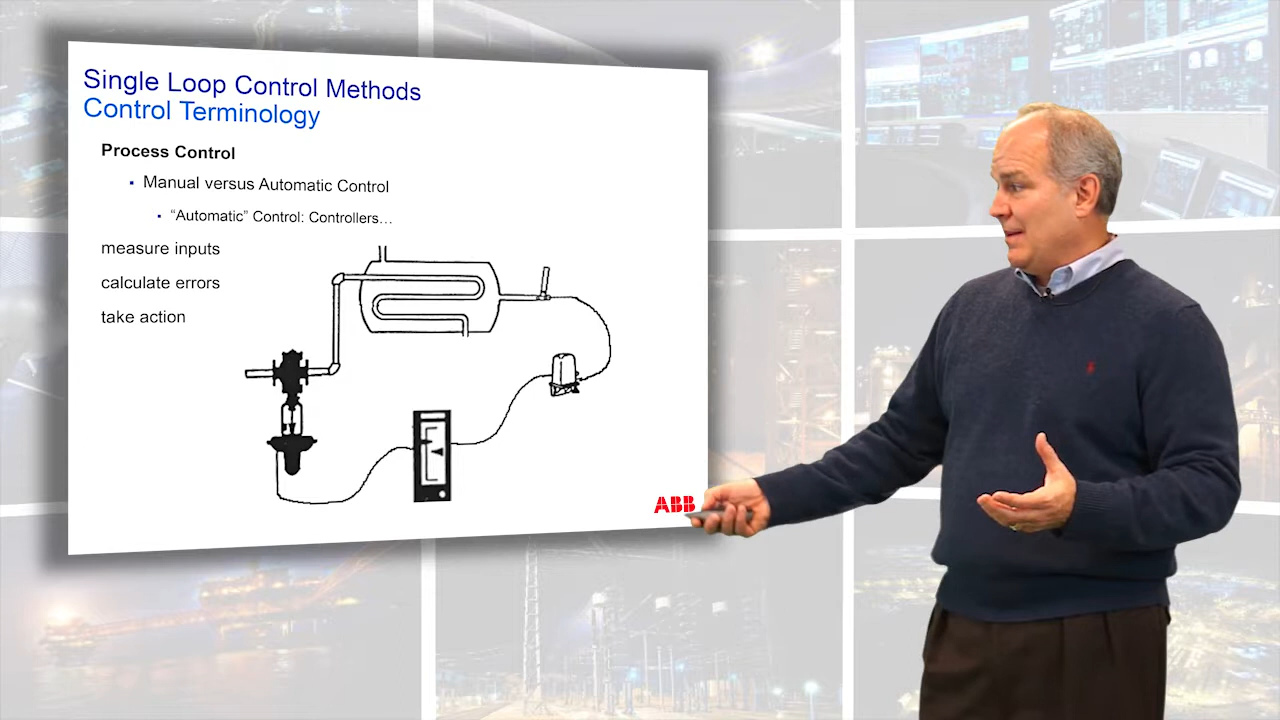 Single Loop Control Methods
Control Terminology
Process Control
▪ Manual versus Automatic Control
▪ “Automatic” Control: Controllers…
measure inputs
calculate errors
take action
ABB